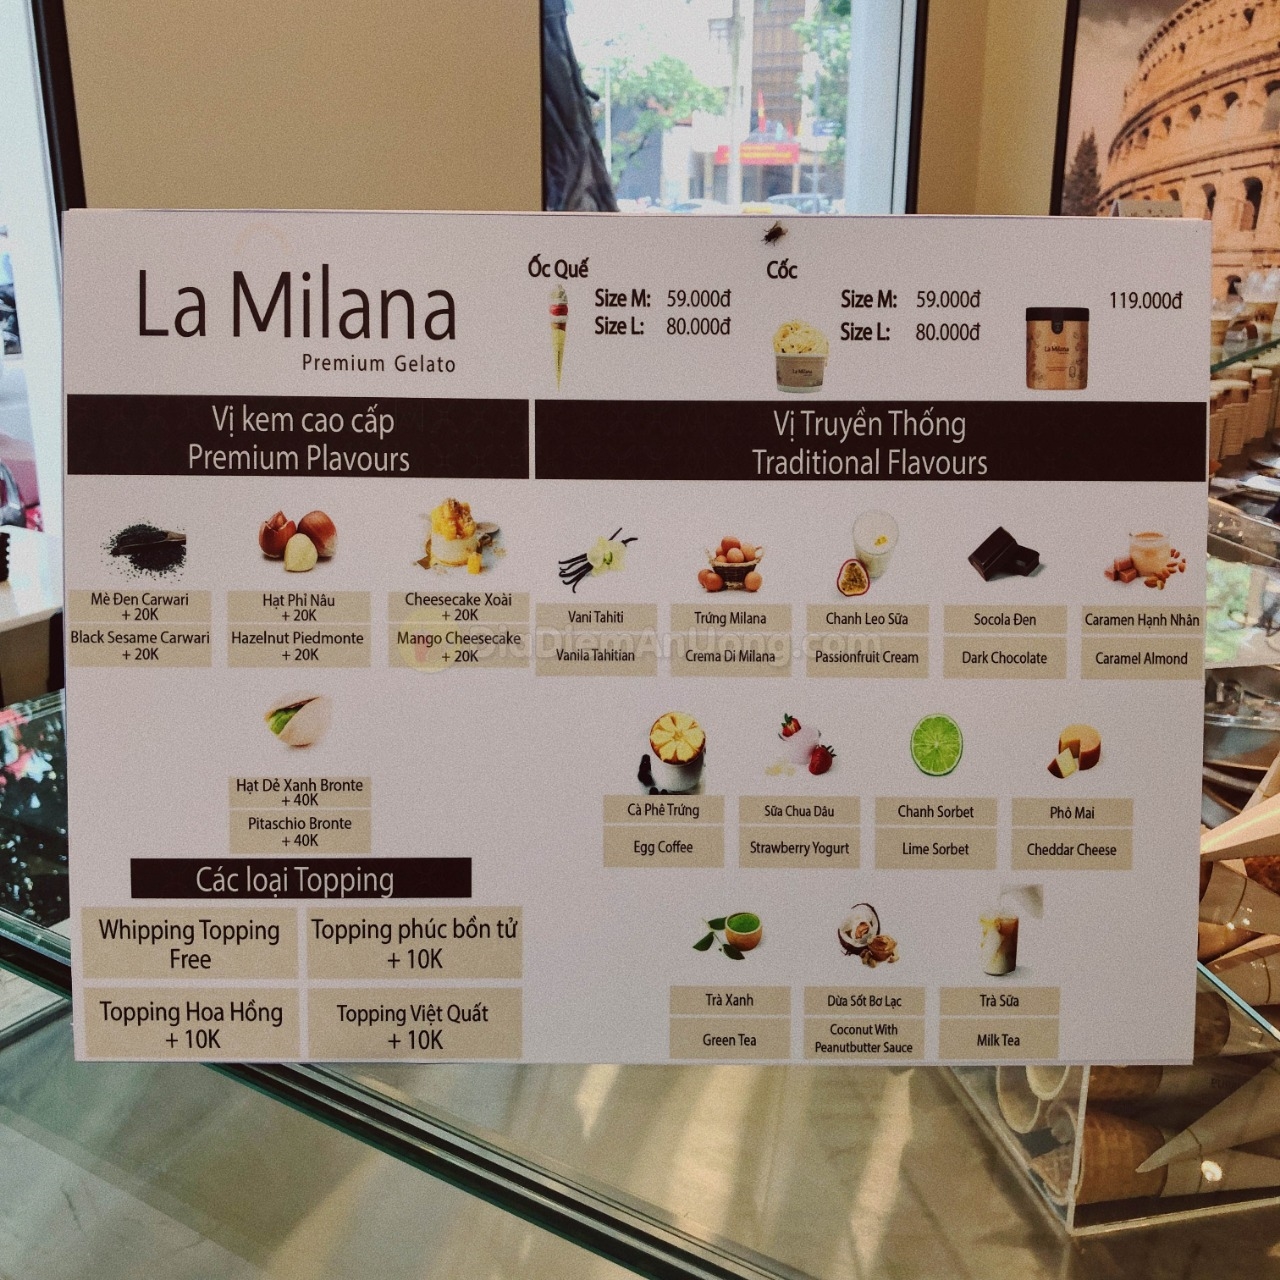 La Milana
Premium Gelato
Ốc Quế
Size M: 59.000đ
Size L: 80.000đ
Cốc
Size M: 59.000đ
Size L: 80.000đ
La Milana
La Milana
119.000đ
Vị kem cao cấp
Premium Plavours
Mè Đen Carwari
+ 20K
Black Sesame Carwari
+ 20K
Hạt Phỉ Nâu
+ 20K
Hazelnut Piedmonte
+ 20K
Cheesecake Xoài
+ 20K
Mango Cheesecake
+ 20K
Hạt Dẻ Xanh Bronte
+ 40K
Pitaschio Bronte
+ 40K
Các loại Topping
Whipping Topping
Free
Topping phúc bồn tử
+ 10K
Topping Hoa Hồng
+ 10K
Topping Việt Quất
+ 10K
Vị Truyền Thống
Traditional Flavours
Vani Tahiti
Vanila Tahitian
Trứng Milana
Crema Di Milana
Chanh Leo Sữa
Passionfruit Cream
Socola Đen
Dark Chocolate
Caramen Hạnh Nhân
Caramel Almond
Cà Phê Trứng
Egg Coffee
Sữa Chua Dâu
Strawberry Yogurt
Chanh Sorbet
Lime Sorbet
Phô Mai
Cheddar Cheese
Trà Xanh
Green Tea
Dừa Sốt Bơ Lạc
Coconut With
Peanutbutter Sauce
Trà Sữa
Milk Tea
DiaDiemAnUong.com